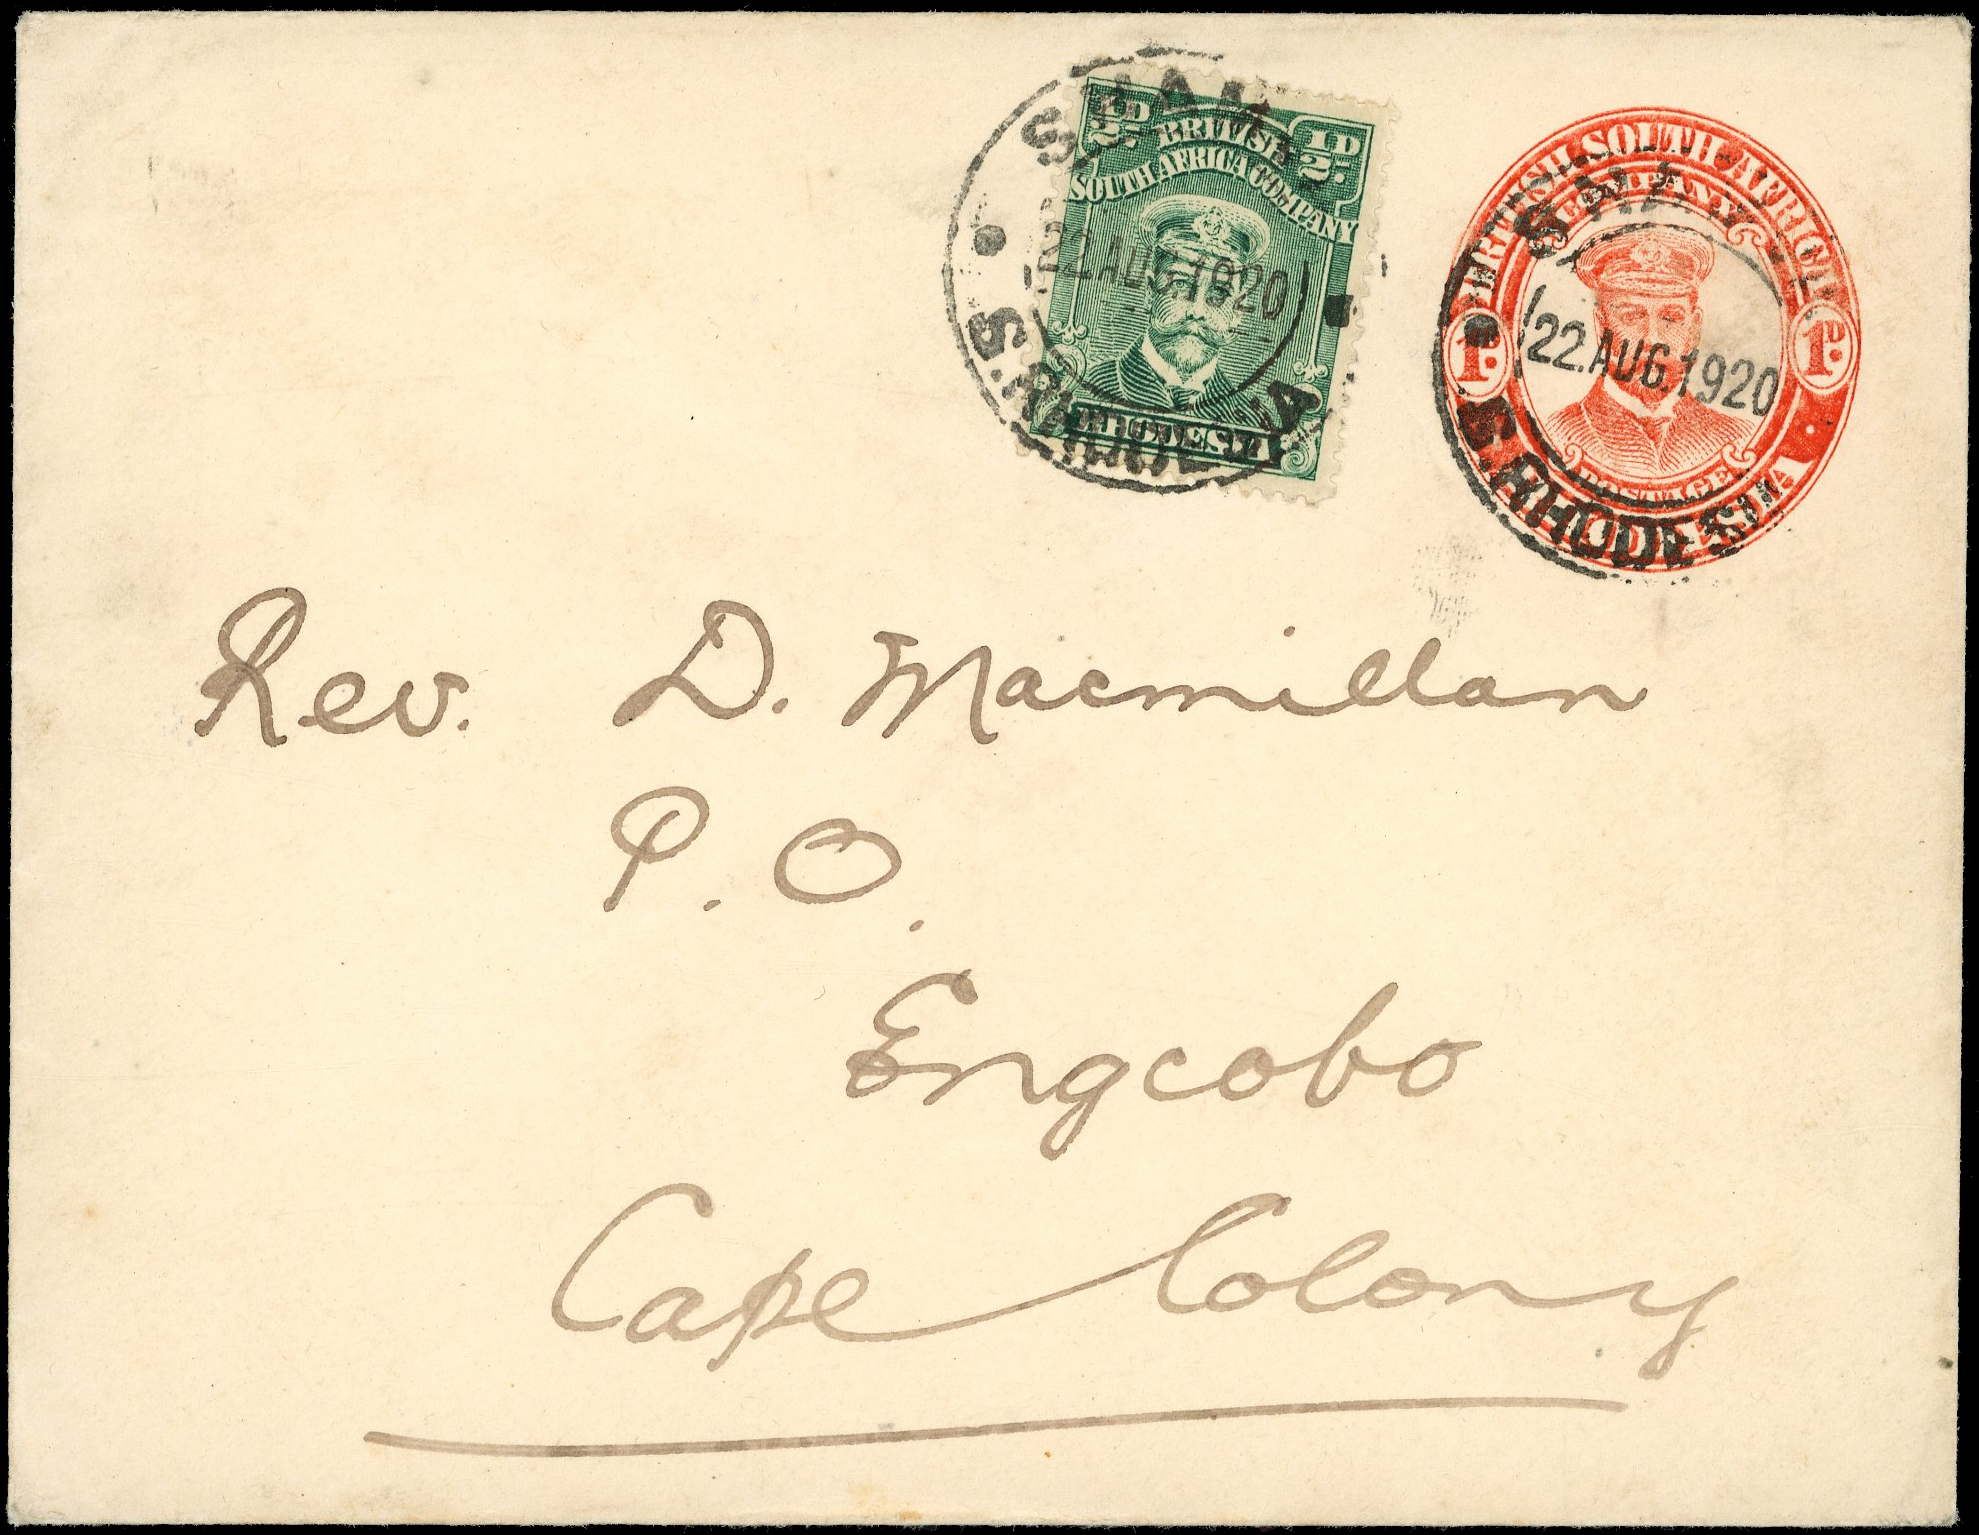 ½D ½D
BRITISH
SOUTH AFRICA COMPANY
RHODESIA
22 AUG 1920
S. RHODESIA
BRITISH SOUTH AFRICA
COMPANY
1D. 1D.
POSTAGE
RHODESIA
22.AUG.1920
S. RHODESIA
Rev. D. Macmillan
P. O.
Engcobo
Cape Colony